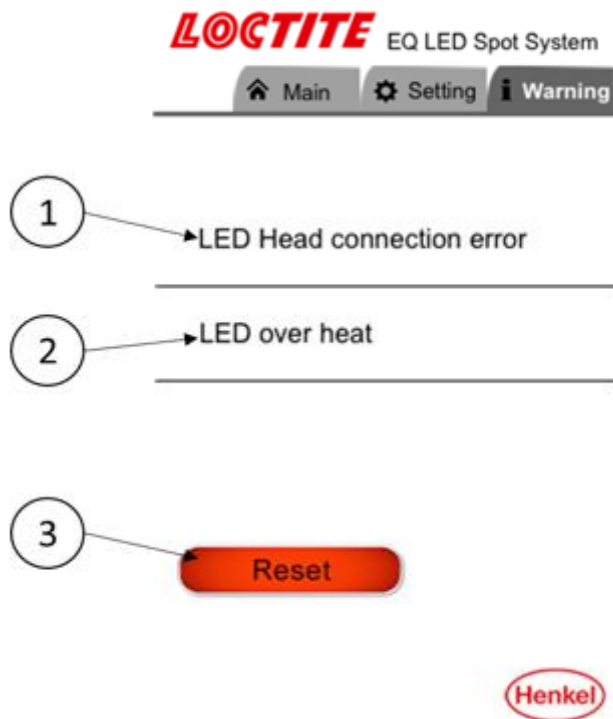 LOCTITE EQ LED Spot System
Main Setting Warning
1
LED Head connection error
2
LED over heat
3
Reset
Henkel